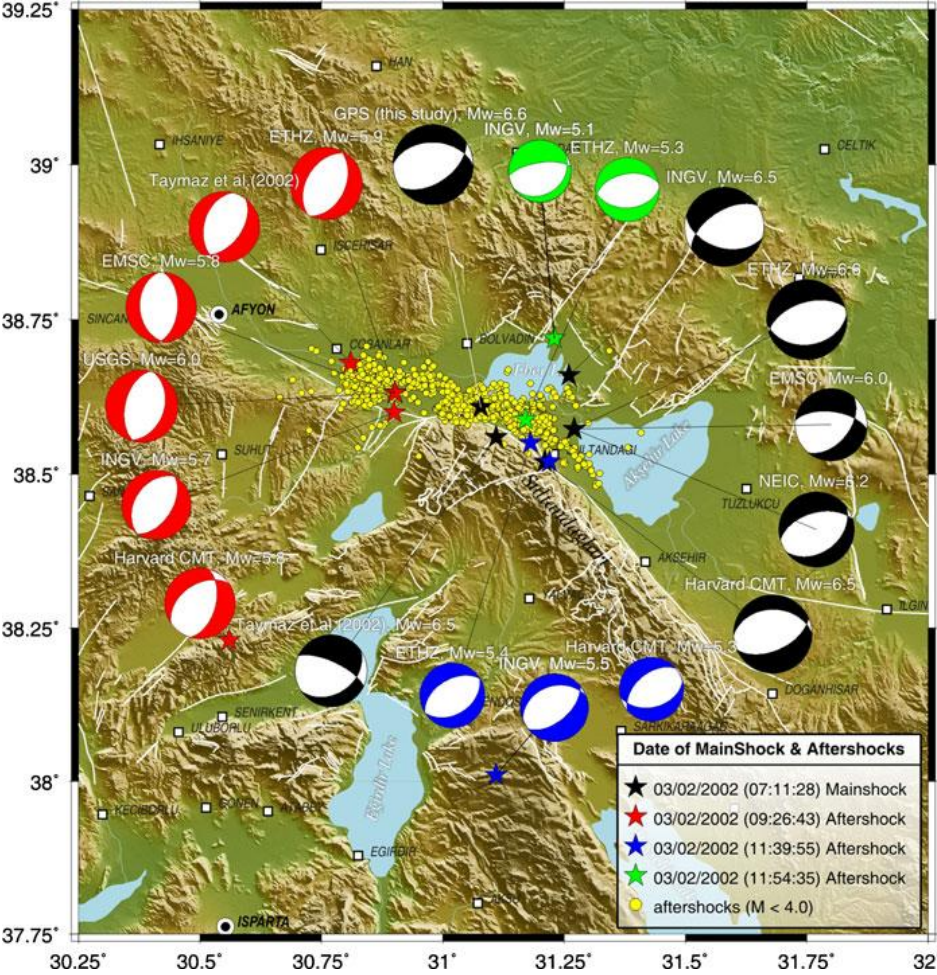 39.25°
HAN
GPS (this study), Mw=6.6
INGV, Mw=5.1
IHSANIYE
ETHZ, Mw=5.9
ETHZ, Mw=5.3
CELTIK
39°
Taymaz et al.(2002)
INGV, Mw=6.5
ISCEHISAR
EMSC, Mw=5.8
SINCAN
AFYON
38.75°
COBANLAR
BOLVADIN
USGS, Mw=6.0
Eber L.
EMSC, Mw=6.0
SUHUT
INGV, Mw=5.7
Akşehir Lake
38.5°
NEIC, Mw=6.2
TUZLUKCU
Sultandağları
Harvard CMT, Mw=5.8
AKSEHIR
Harvard CMT, Mw=6.5
38.25°
ILGIN
Taymaz et al.(2002), Mw=6.5
ETHZ, Mw=5.4
INGV, Mw=5.5
Harvard CMT, Mw=5.3
DOGANHISAR
SENIRKENT
ULUBORLU
SARKIKARAAGAC
Egirdir Lake
38°
KECIBORLU
GONEN
EGIRDIR
ISPARTA
37.75°
Date of MainShock & Aftershocks
03/02/2002 (07:11:28) Mainshock
03/02/2002 (09:26:43) Aftershock
03/02/2002 (11:39:55) Aftershock
03/02/2002 (11:54:35) Aftershock
aftershocks (M < 4.0)
30.25° 30.5° 30.75° 31° 31.25° 31.5° 31.75° 32